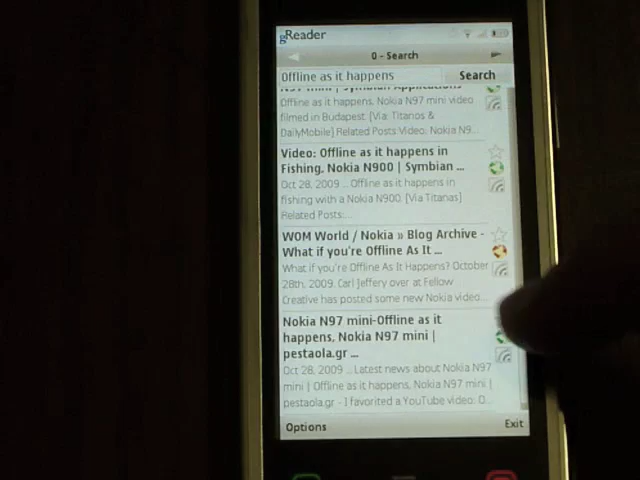 gReader
0 - Search
Offline as it happens Search
N97 mini | Symbian Applications
Offline as it happens, Nokia N97 mini video
filmed in Budapest. [Via: Titanos &
DailyMobile] Related Posts Video: Nokia N9...
Video: Offline as it happens in
Fishing, Nokia N900 | Symbian ...
Oct 28, 2009 ... Offline as it happens in
fishing with a Nokia N900. [Via Titanas]
Related Posts:...
WOM World / Nokia » Blog Archive -
What if you're Offline As It ...
What if you're Offline As It Happens? October
28th, 2009. Carl Jeffery over at Fellow
Creative has posted some new Nokia video...
Nokia N97 mini-Offline as it
happens, Nokia N97 mini |
pestaola.gr ...
Oct 28, 2009 ... Latest news about Nokia N97
mini | Offline as it happens, Nokia N97 mini |
pestaola.gr - I favorited a YouTube video: O...
Options Exit